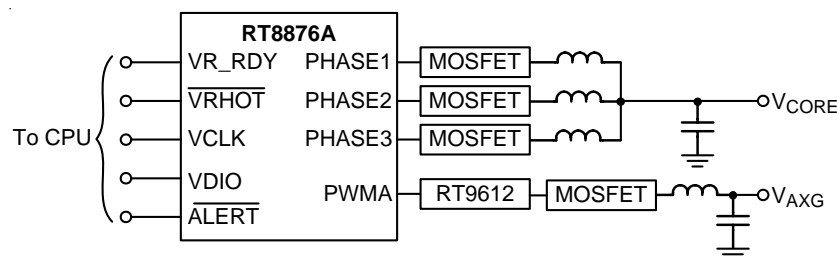 RT8876A
To CPU
VR_RDY
VRHOT
VCLK
VDIO
ALERT
PHASE1 MOSFET
PHASE2 MOSFET
PHASE3 MOSFET
VCORE
PWMA RT9612 MOSFET
VAXG